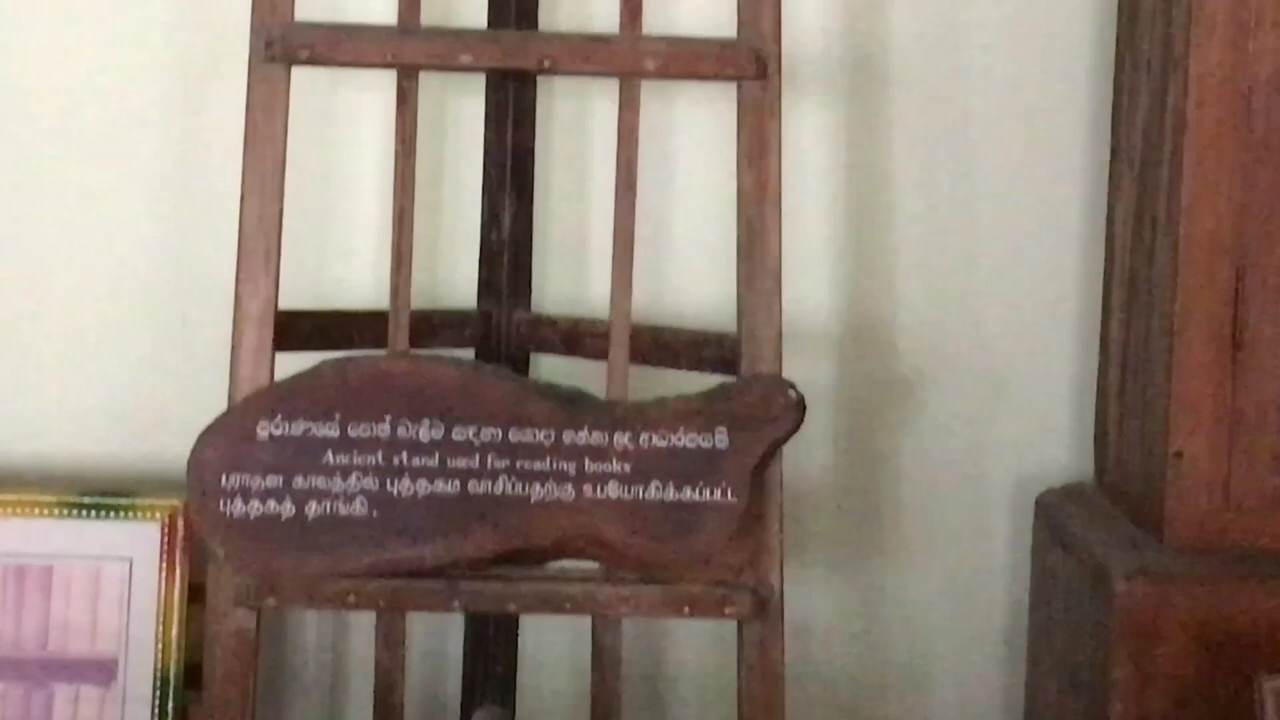 පුරාණයේ පොත් බැලීම සඳහා යොදා ගන්නා ලද ආධාරකයකි
Ancient stand used for reading books
புராதன காலத்தில் புத்தகம வாசிப்பதற்கு உபயோகிக்கப்பட்ட
புத்தகத் தாங்கி.